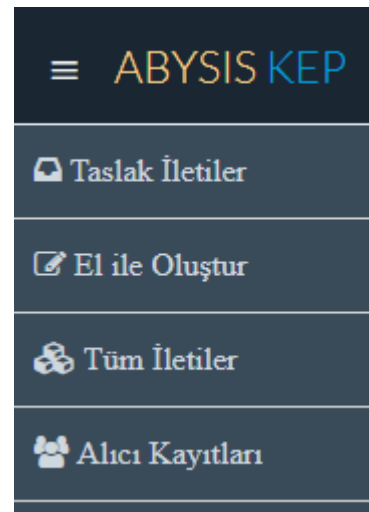 ABYSIS KEP
Taslak İletiler
El ile Oluştur
Tüm İletiler
Alıcı Kayıtları